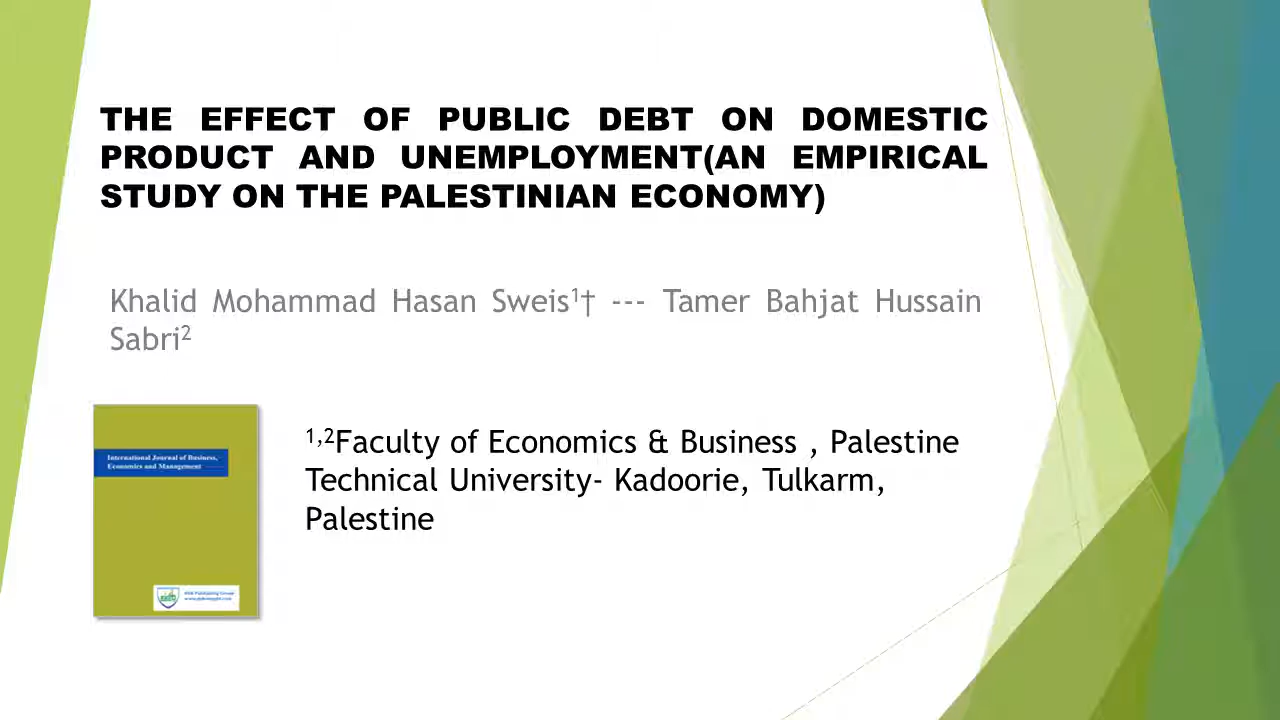 THE EFFECT OF PUBLIC DEBT ON DOMESTIC
PRODUCT AND UNEMPLOYMENT(AN EMPIRICAL
STUDY ON THE PALESTINIAN ECONOMY)
Khalid Mohammad Hasan Sweis¹† --- Tamer Bahjat Hussain
Sabri²
International Journal of Business,
Economics and Management
¹,²Faculty of Economics & Business , Palestine
Technical University- Kadoorie, Tulkarm,
Palestine
Publishing Group